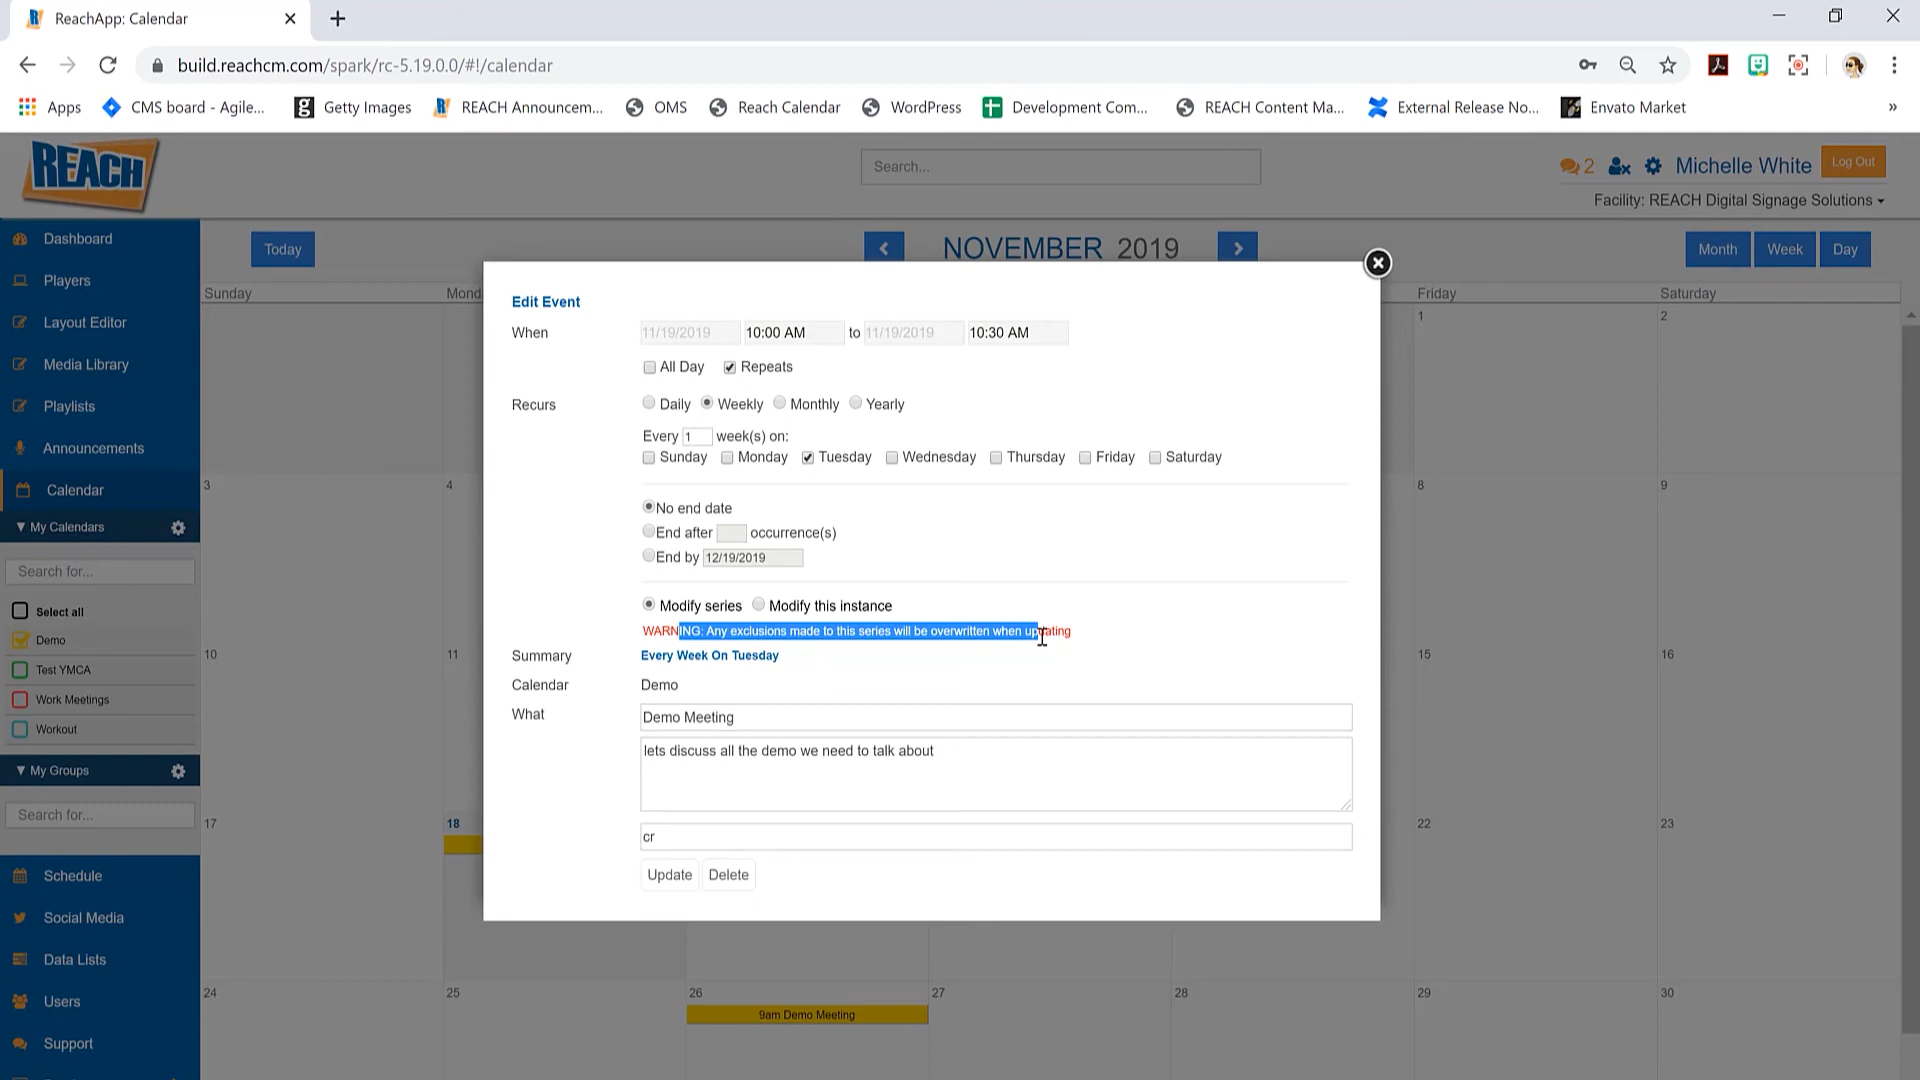 ReachApp: Calendar
build.reachcm.com/spark/rc-5.19.0.0/#!/calendar
Apps CMS board - Agile... Getty Images REACH Announcem... OMS Reach Calendar WordPress Development Com... REACH Content Ma... External Release No... Envato Market »
REACH
Search...
2 Michelle White Log Out
Facility: REACH Digital Signage Solutions
Dashboard
Players
Layout Editor
Media Library
Playlists
Announcements
Calendar
My Calendars
Search for...
Select all
Demo
Test YMCA
Work Meetings
Workout
My Groups
Search for...
Schedule
Social Media
Data Lists
Users
Support
Today NOVEMBER 2019 Month Week Day
Sunday Mond Friday Saturday
1 2
3 4 8 9
10 11 15 16
17 18 22 23
24 25 26 27 28 29 30
9am Demo Meeting
Edit Event
When 11/19/2019 10:00 AM to 11/19/2019 10:30 AM
All Day Repeats
Recurs Daily Weekly Monthly Yearly
Every 1 week(s) on:
Sunday Monday Tuesday Wednesday Thursday Friday Saturday
No end date
End after occurrence(s)
End by 12/19/2019
Modify series Modify this instance
WARNING: Any exclusions made to this series will be overwritten when updating
Summary Every Week On Tuesday
Calendar Demo
What Demo Meeting
lets discuss all the demo we need to talk about
cr
Update Delete